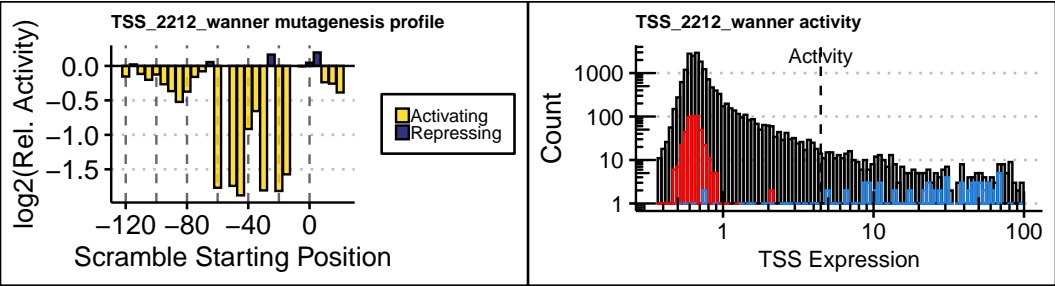 TSS_2212_wanner mutagenesis profile
log2(Rel. Activity)
0.0
−0.5
−1.0
−1.5
−120 −80 −40 0
Scramble Starting Position
Activating
Repressing
TSS_2212_wanner activity
Activity
Count
1000
100
10
1
1 10 100
TSS Expression